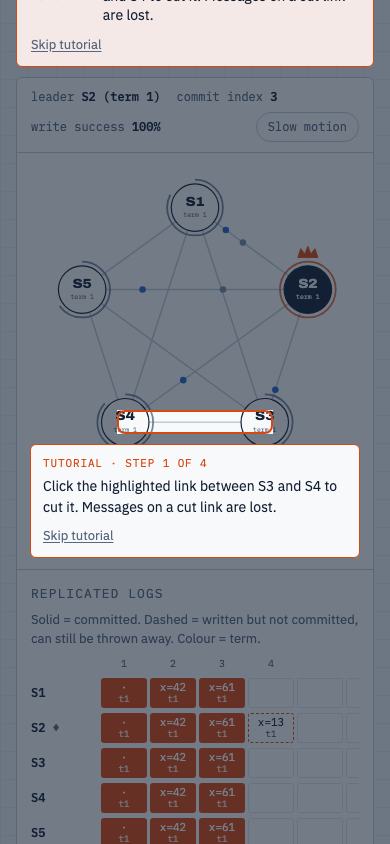 are lost.
Skip tutorial
leader S2 (term 1) commit index 3
write success 100% Slow motion
S1
term 1
S5
term 1
S2
term 1
S4
term 1
S3
term 1
TUTORIAL · STEP 1 OF 4
Click the highlighted link between S3 and S4 to
cut it. Messages on a cut link are lost.
Skip tutorial
REPLICATED LOGS
Solid = committed. Dashed = written but not committed,
can still be thrown away. Colour = term.
1 2 3 4
S1 · t1 x=42 t1 x=61 t1
S2 ♦ · t1 x=42 t1 x=61 t1 x=13 t1
S3 · t1 x=42 t1 x=61 t1
S4 · t1 x=42 t1 x=61 t1
S5 · t1 x=42 t1 x=61 t1